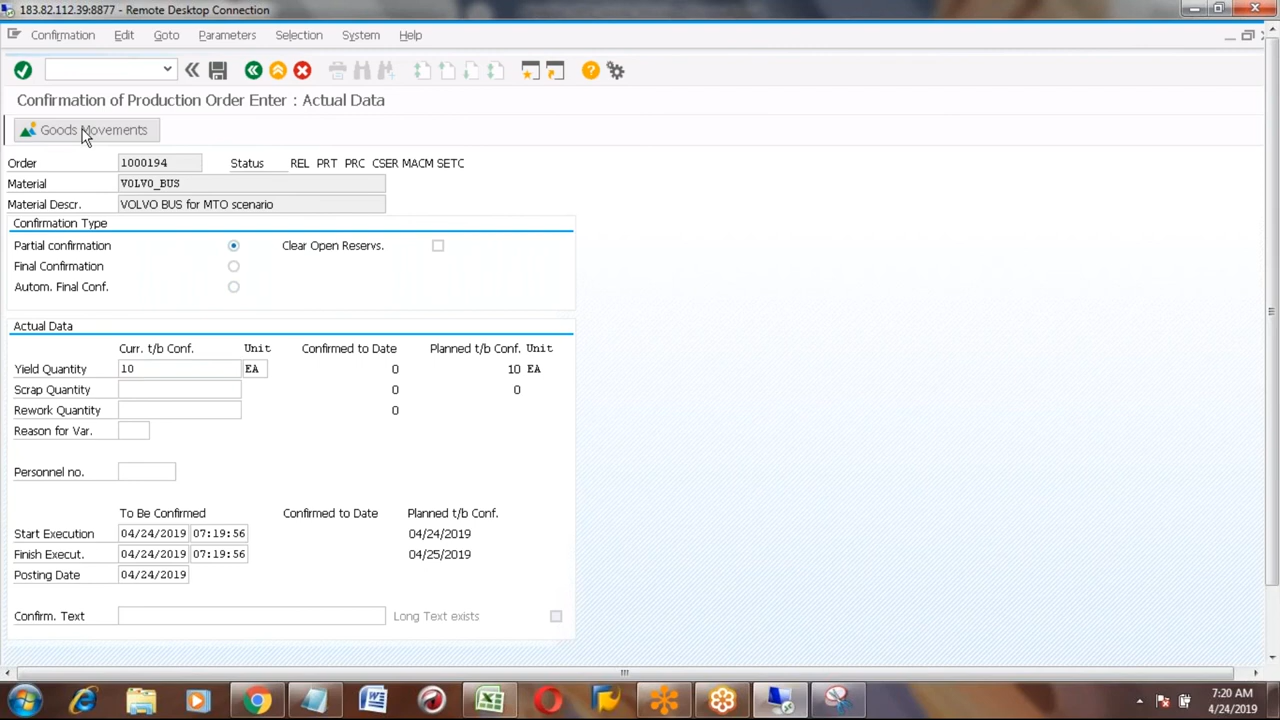 183.82.112.39:8877 - Remote Desktop Connection
Confirmation Edit Goto Parameters Selection System Help
Confirmation of Production Order Enter : Actual Data
Goods Movements
Order 1000194 Status REL PRT PRC CSER MACM SETC
Material VOLVO_BUS
Material Descr. VOLVO BUS for MTO scenario
Confirmation Type
Partial confirmation Clear Open Reservs.
Final Confirmation
Autom. Final Conf.
Actual Data
Curr. t/b Conf. Unit Confirmed to Date Planned t/b Conf. Unit
Yield Quantity 10 EA 0 10 EA
Scrap Quantity 0 0
Rework Quantity 0
Reason for Var.
Personnel no.
To Be Confirmed Confirmed to Date Planned t/b Conf.
Start Execution 04/24/2019 07:19:56 04/24/2019
Finish Execut. 04/24/2019 07:19:56 04/25/2019
Posting Date 04/24/2019
Confirm. Text Long Text exists
7:20 AM
4/24/2019